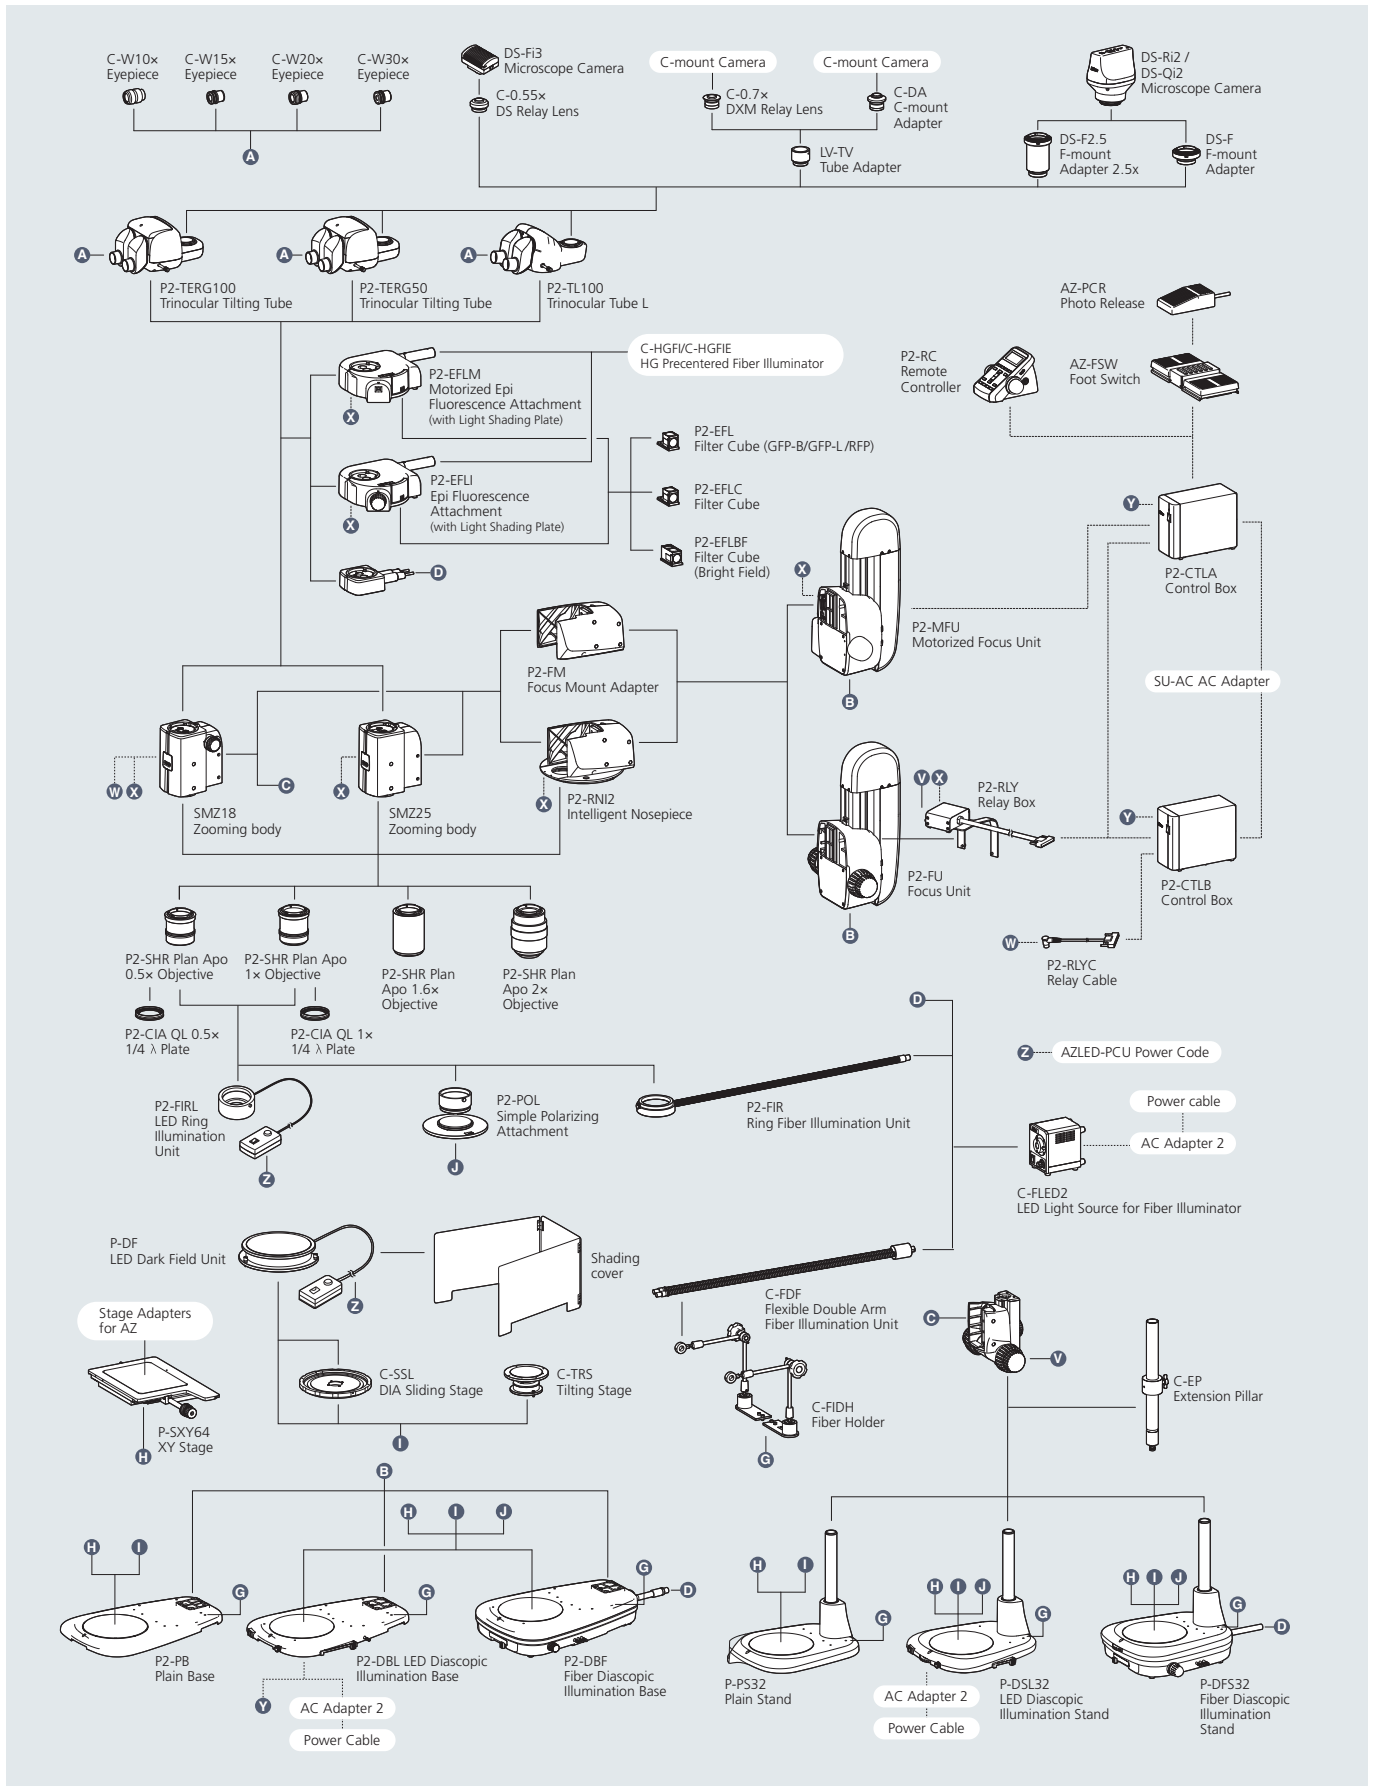 C-W10×
Eyepiece
C-W15×
Eyepiece
C-W20×
Eyepiece
C-W30×
Eyepiece
A
DS-Fi3
Microscope Camera
C-0.55×
DS Relay Lens
C-mount Camera
C-0.7×
DXM Relay Lens
C-mount Camera
C-DA
C-mount
Adapter
LV-TV
Tube Adapter
DS-Ri2 /
DS-Qi2
Microscope Camera
DS-F2.5
F-mount
Adapter 2.5x
DS-F
F-mount
Adapter
A
P2-TERG100
Trinocular Tilting Tube
A
P2-TERG50
Trinocular Tilting Tube
A
P2-TL100
Trinocular Tube L
AZ-PCR
Photo Release
P2-RC
Remote
Controller
AZ-FSW
Foot Switch
C-HGFI/C-HGFIE
HG Precentered Fiber Illuminator
P2-EFLM
Motorized Epi
Fluorescence Attachment
(with Light Shading Plate)
X
P2-EFL
Filter Cube (GFP-B/GFP-L/RFP)
P2-EFLI
Epi Fluorescence
Attachment
(with Light Shading Plate)
X
P2-EFLC
Filter Cube
P2-EFLBF
Filter Cube
(Bright Field)
D
Y
P2-CTLA
Control Box
X
P2-MFU
Motorized Focus Unit
B
P2-FM
Focus Mount Adapter
SU-AC AC Adapter
W
X
C
SMZ18
Zooming body
X
SMZ25
Zooming body
X
P2-RNI2
Intelligent Nosepiece
V
X
P2-RLY
Relay Box
Y
P2-CTLB
Control Box
P2-FU
Focus Unit
B
W
P2-RLYC
Relay Cable
P2-SHR Plan Apo
0.5× Objective
P2-SHR Plan Apo
1× Objective
P2-SHR Plan
Apo 1.6×
Objective
P2-SHR Plan
Apo 2×
Objective
P2-CIA QL 0.5×
1/4 λ Plate
P2-CIA QL 1×
1/4 λ Plate
D
Z
AZLED-PCU Power Code
P2-FIRL
LED Ring
Illumination
Unit
Z
P2-POL
Simple Polarizing
Attachment
J
P2-FIR
Ring Fiber Illumination Unit
Power cable
AC Adapter 2
C-FLED2
LED Light Source for Fiber Illuminator
P-DF
LED Dark Field Unit
Z
Shading
cover
C-FDF
Flexible Double Arm
Fiber Illumination Unit
Stage Adapters
for AZ
C
V
C-EP
Extension Pillar
C-SSL
DIA Sliding Stage
C-TRS
Tilting Stage
C-FIDH
Fiber Holder
G
P-SXY64
XY Stage
H
I
B
H
I
J
H
I
G
P2-PB
Plain Base
G
P2-DBL LED Diascopic
Illumination Base
Y
AC Adapter 2
Power Cable
G
D
P2-DBF
Fiber Diascopic
Illumination Base
H
I
G
P-PS32
Plain Stand
H
I
J
G
P-DSL32
LED Diascopic
Illumination Stand
AC Adapter 2
Power Cable
H
I
J
G
D
P-DFS32
Fiber Diascopic
Illumination
Stand